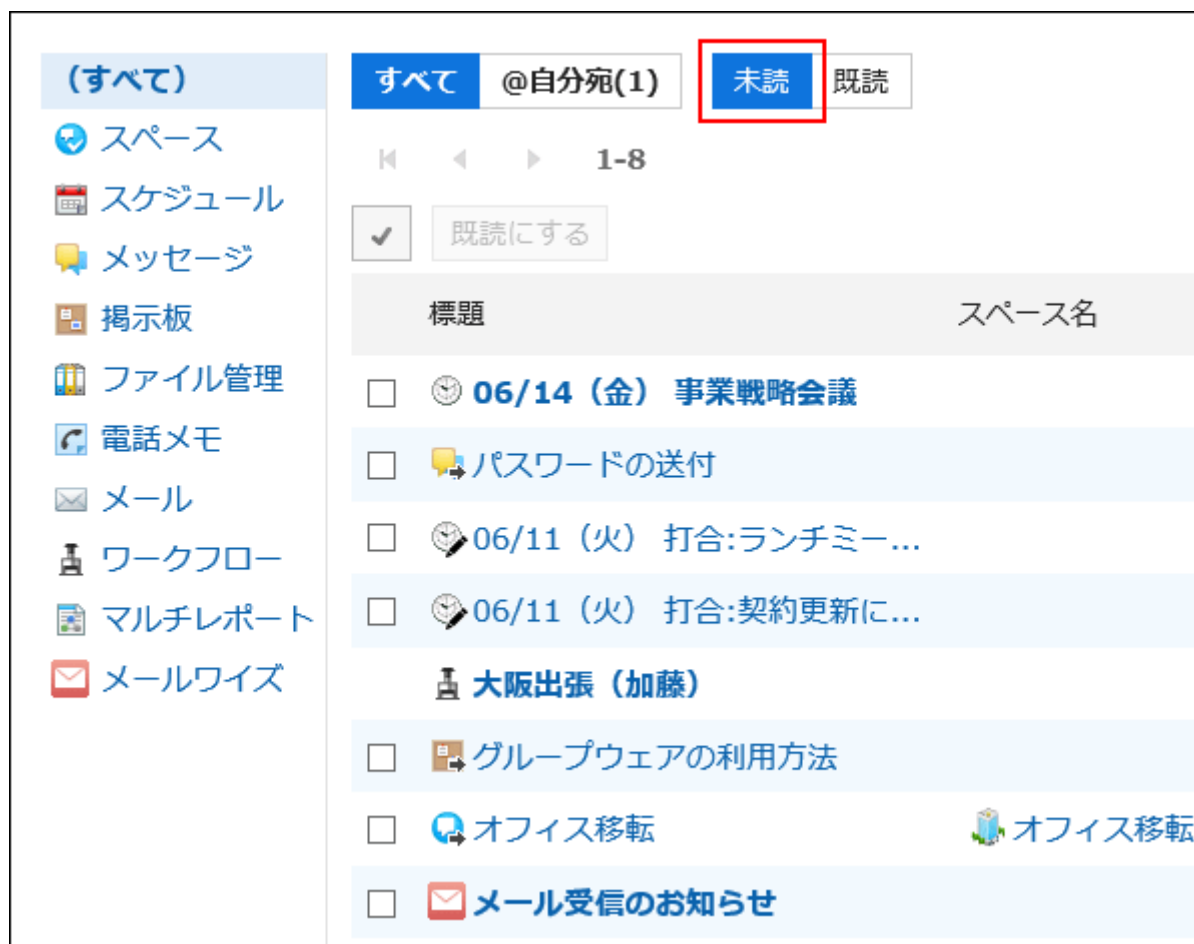 （すべて）
スペース
スケジュール
メッセージ
掲示板
ファイル管理
電話メモ
メール
ワークフロー
マルチレポート
メールワイズ
すべて @自分宛(1) 未読 既読
1-8
既読にする
標題 スペース名
06/14（金） 事業戦略会議
パスワードの送付
06/11（火） 打合:ランチミー...
06/11（火） 打合:契約更新に...
大阪出張（加藤）
グループウェアの利用方法
オフィス移転 オフィス移転
メール受信のお知らせ